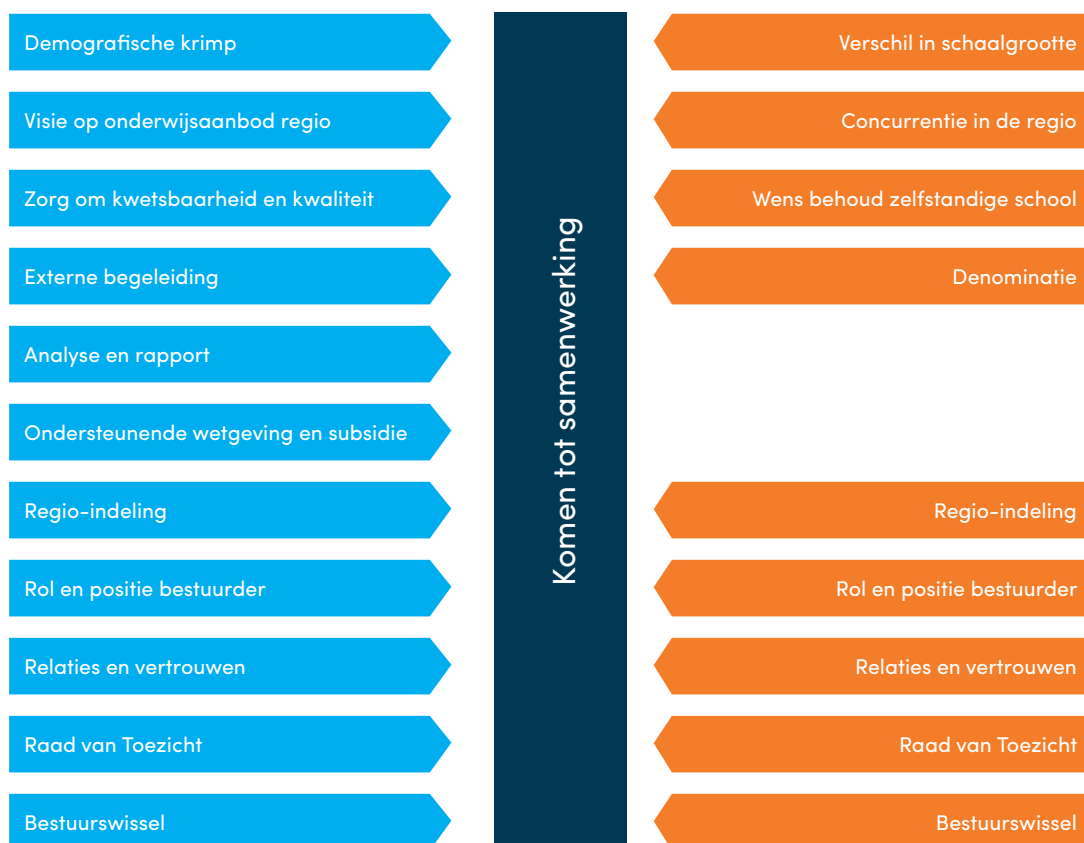 Demografische krimp
Visie op onderwijsaanbod regio
Zorg om kwetsbaarheid en kwaliteit
Externe begeleiding
Analyse en rapport
Ondersteunende wetgeving en subsidie
Regio-indeling
Rol en positie bestuurder
Relaties en vertrouwen
Raad van Toezicht
Bestuurswissel
Komen tot samenwerking
Verschil in schaalgrootte
Concurrentie in de regio
Wens behoud zelfstandige school
Denominatie
Regio-indeling
Rol en positie bestuurder
Relaties en vertrouwen
Raad van Toezicht
Bestuurswissel